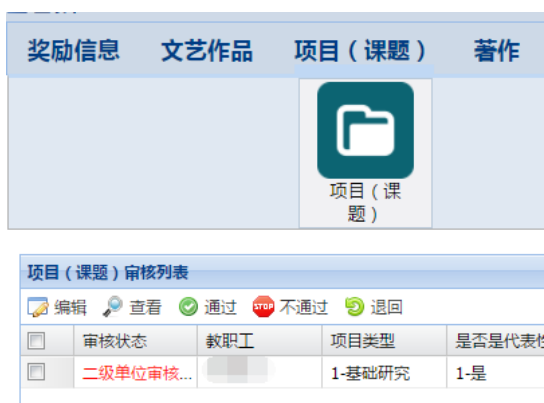 奖励信息 文艺作品 项目（课题） 著作
项目（课
题）
项目（课题）审核列表
编辑 查看 通过 STOP 不通过 退回
审核状态 教职工 项目类型 是否是代表性
二级单位审核... 1-基础研究 1-是